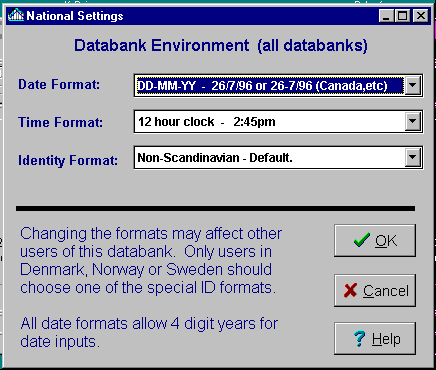 National Settings
Databank Environment (all databanks)
Date Format:
DD-MM-YY - 26/7/96 or 26-7/96 (Canada,etc)
Time Format:
12 hour clock - 2:45pm
Identity Format:
Non-Scandinavian - Default.
Changing the formats may affect other
users of this databank. Only users in
Denmark, Norway or Sweden should
choose one of the special ID formats.
All date formats allow 4 digit years for
date inputs.
OK
Cancel
? Help